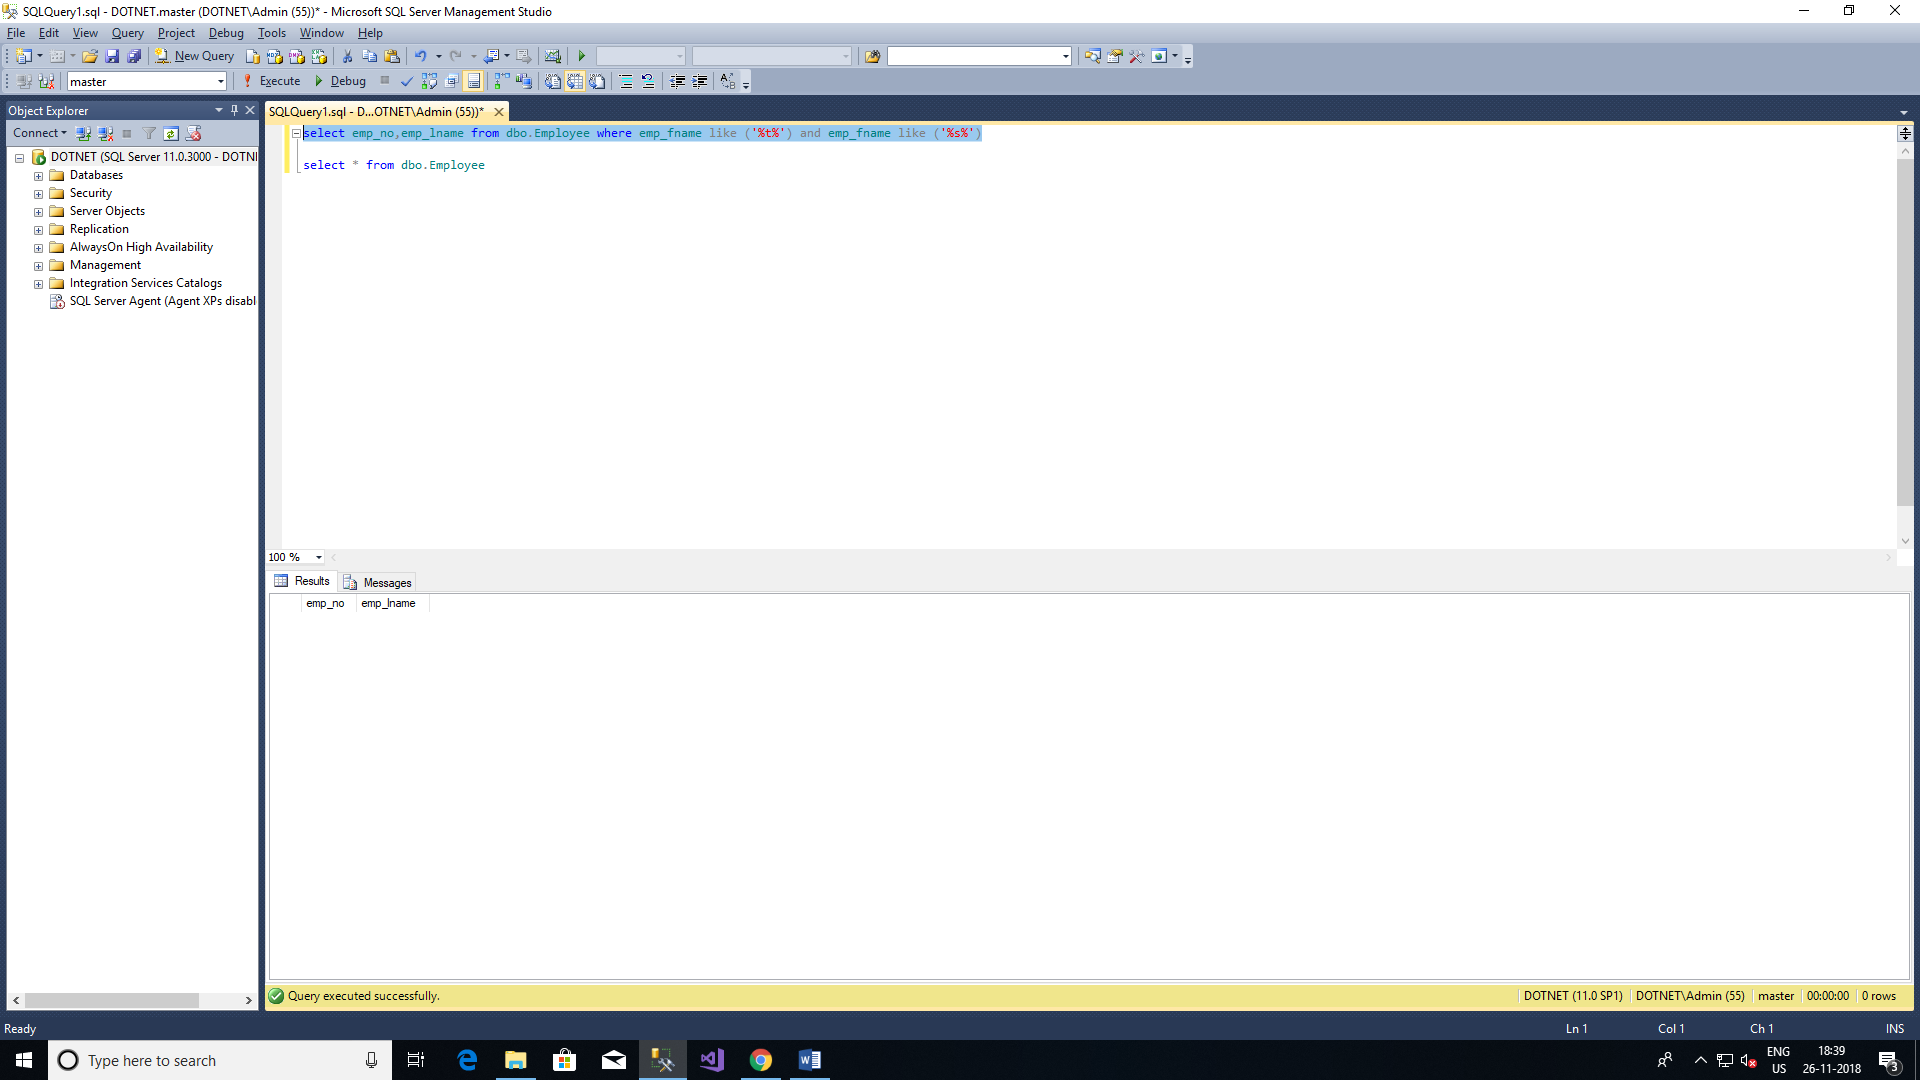 SQLQuery1.sql - DOTNET.master (DOTNET\Admin (55))* - Microsoft SQL Server Management Studio
File Edit View Query Project Debug Tools Window Help
New Query
master Execute Debug
Object Explorer
Connect
DOTNET (SQL Server 11.0.3000 - DOTNI
Databases
Security
Server Objects
Replication
AlwaysOn High Availability
Management
Integration Services Catalogs
SQL Server Agent (Agent XPs disabl
SQLQuery1.sql - D...OTNET\Admin (55))*
select emp_no,emp_lname from dbo.Employee where emp_fname like ('%t%') and emp_fname like ('%s%')
select * from dbo.Employee
100 %
Results Messages
emp_no emp_lname
Query executed successfully. DOTNET (11.0 SP1) DOTNET\Admin (55) master 00:00:00 0 rows
Ready Ln 1 Col 1 Ch 1 INS
Type here to search
ENG
US
18:39
26-11-2018
3